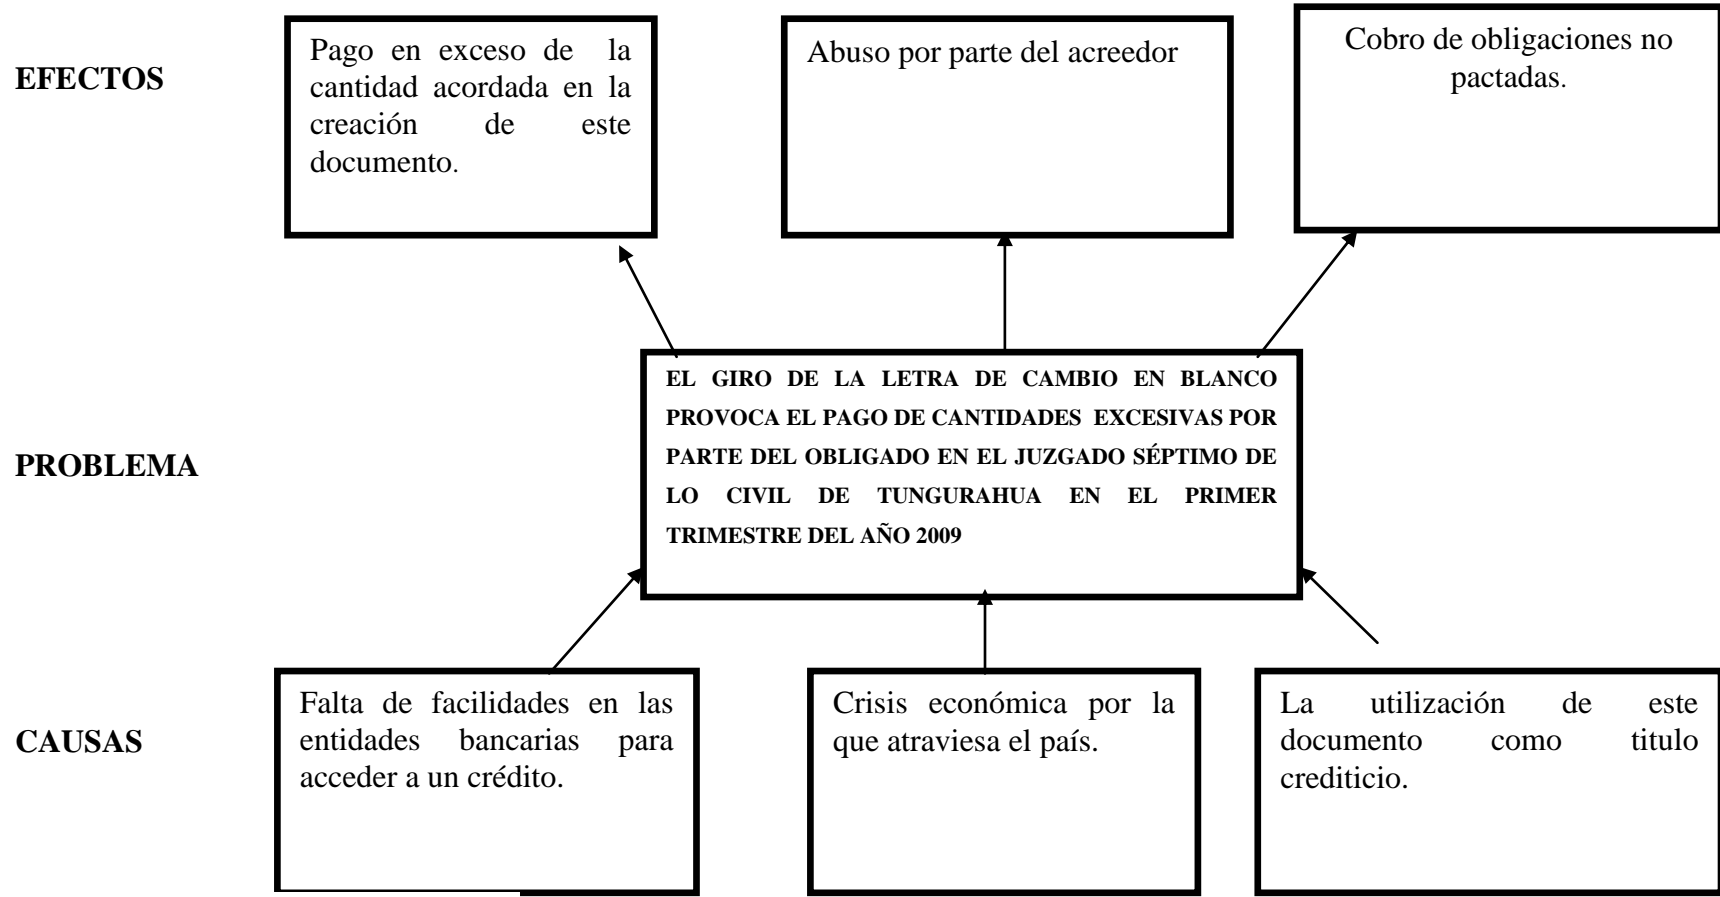 EFECTOS
Pago en exceso de la
cantidad acordada en la
creación de este
documento.
Abuso por parte del acreedor
Cobro de obligaciones no
pactadas.
PROBLEMA
EL GIRO DE LA LETRA DE CAMBIO EN BLANCO
PROVOCA EL PAGO DE CANTIDADES EXCESIVAS POR
PARTE DEL OBLIGADO EN EL JUZGADO SÉPTIMO DE
LO CIVIL DE TUNGURAHUA EN EL PRIMER
TRIMESTRE DEL AÑO 2009
CAUSAS
Falta de facilidades en las
entidades bancarias para
acceder a un crédito.
Crisis económica por la
que atraviesa el país.
La utilización de este
documento como titulo
crediticio.